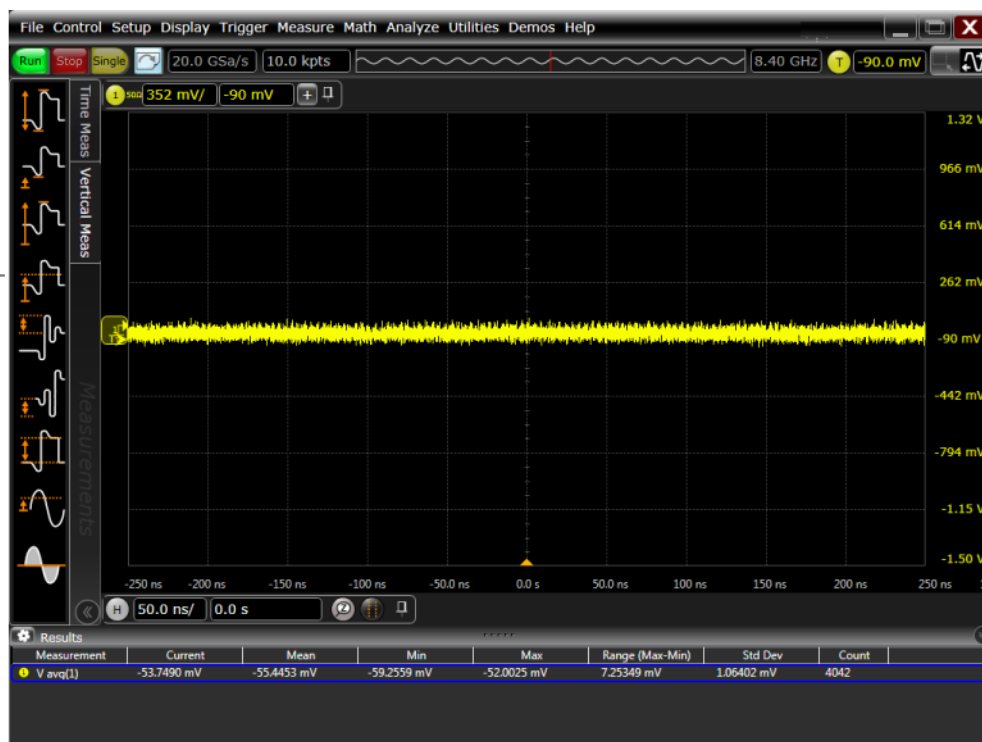 File Control Setup Display Trigger Measure Math Analyze Utilities Demos Help
Run Stop Single 20.0 GSa/s 10.0 kpts 8.40 GHz T -90.0 mV
1 50Ω 352 mV/ -90 mV +
Time Meas
Vertical Meas
Measurements
1.32 V
966 mV
614 mV
262 mV
-90 mV
-442 mV
-794 mV
-1.15 V
-1.50 V
-250 ns -200 ns -150 ns -100 ns -50.0 ns 0.0 s 50.0 ns 100 ns 150 ns 200 ns 250 ns
H 50.0 ns/ 0.0 s
Results
Measurement Current Mean Min Max Range (Max-Min) Std Dev Count
1 V avg(1) -53.7490 mV -55.4453 mV -59.2559 mV -52.0025 mV 7.25349 mV 1.06402 mV 4042